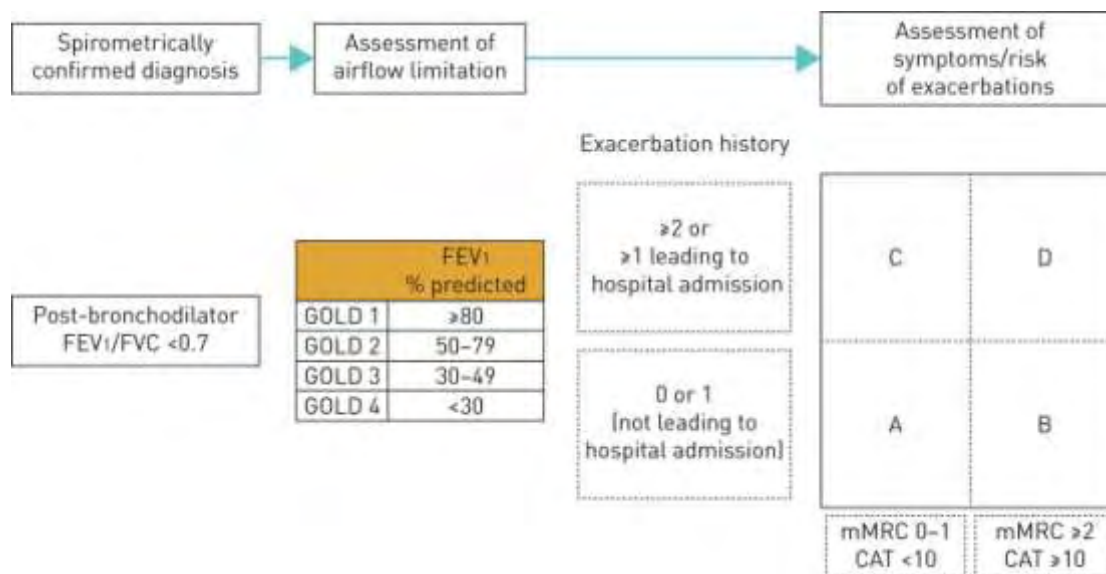 Spirometrically
confirmed diagnosis
Assessment of
airflow limitation
Assessment of
symptoms/risk
of exacerbations
Exacerbation history
Post-bronchodilator
FEV1/FVC <0.7
FEV1
% predicted
GOLD 1 ≥80
GOLD 2 50–79
GOLD 3 30–49
GOLD 4 <30
≥2 or
≥1 leading to
hospital admission
0 or 1
(not leading to
hospital admission)
C D
A B
mMRC 0–1
CAT <10
mMRC ≥2
CAT ≥10